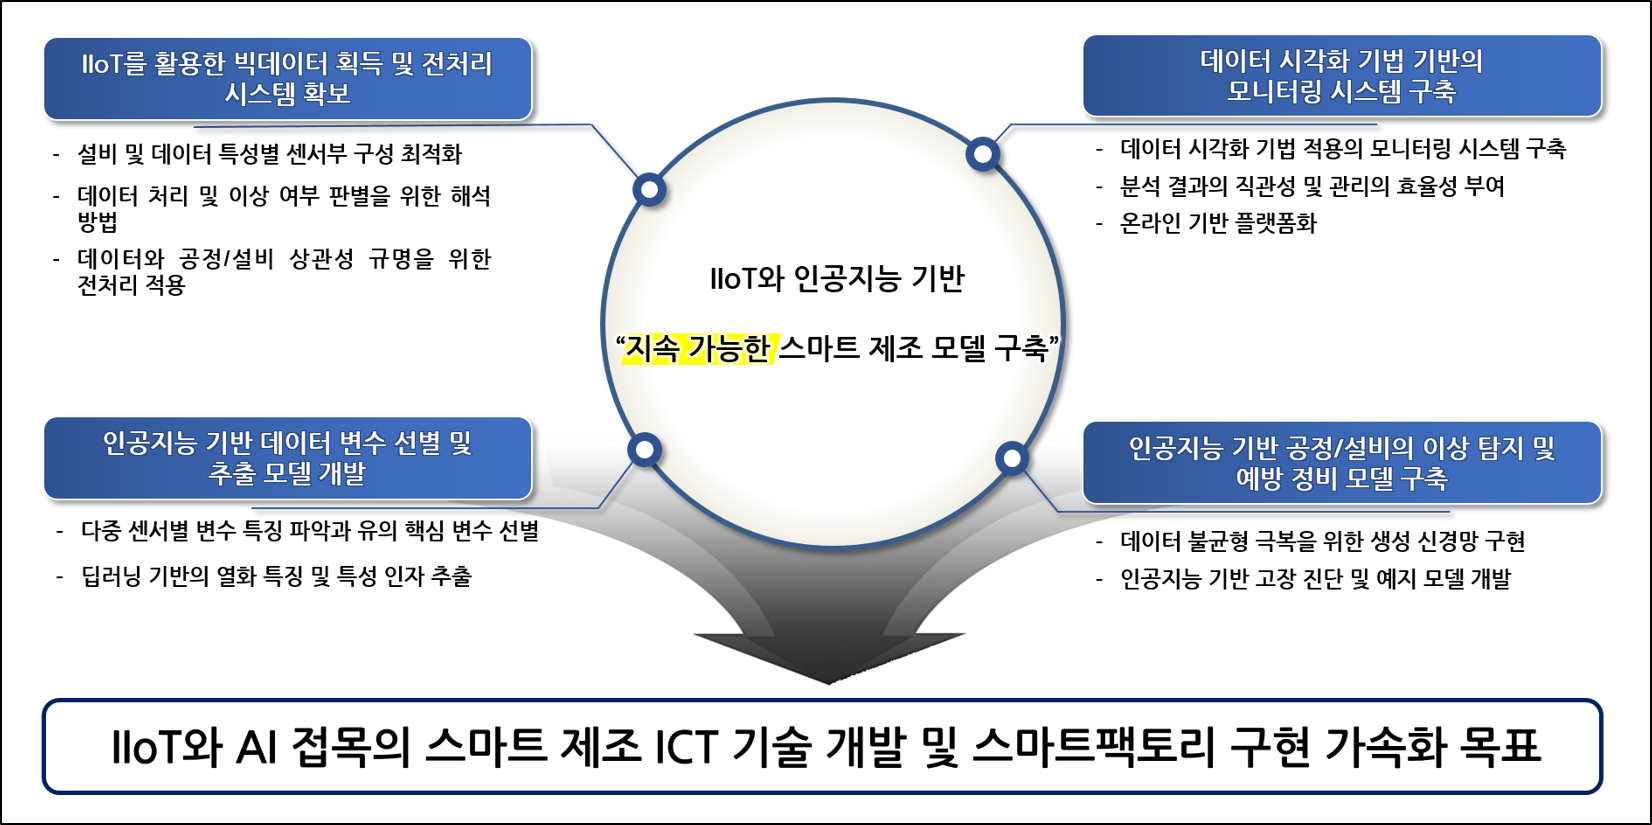 IIoT를 활용한 빅데이터 획득 및 전처리
시스템 확보
- 설비 및 데이터 특성별 센서부 구성 최적화
- 데이터 처리 및 이상 여부 판별을 위한 해석
방법
- 데이터와 공정/설비 상관성 규명을 위한
전처리 적용
데이터 시각화 기법 기반의
모니터링 시스템 구축
- 데이터 시각화 기법 적용의 모니터링 시스템 구축
- 분석 결과의 직관성 및 관리의 효율성 부여
- 온라인 기반 플랫폼화
IIoT와 인공지능 기반
“지속 가능한 스마트 제조 모델 구축”
인공지능 기반 데이터 변수 선별 및
추출 모델 개발
- 다중 센서별 변수 특징 파악과 유의 핵심 변수 선별
- 딥러닝 기반의 열화 특징 및 특성 인자 추출
인공지능 기반 공정/설비의 이상 탐지 및
예방 정비 모델 구축
- 데이터 불균형 극복을 위한 생성 신경망 구현
- 인공지능 기반 고장 진단 및 예지 모델 개발
IIoT와 AI 접목의 스마트 제조 ICT 기술 개발 및 스마트팩토리 구현 가속화 목표